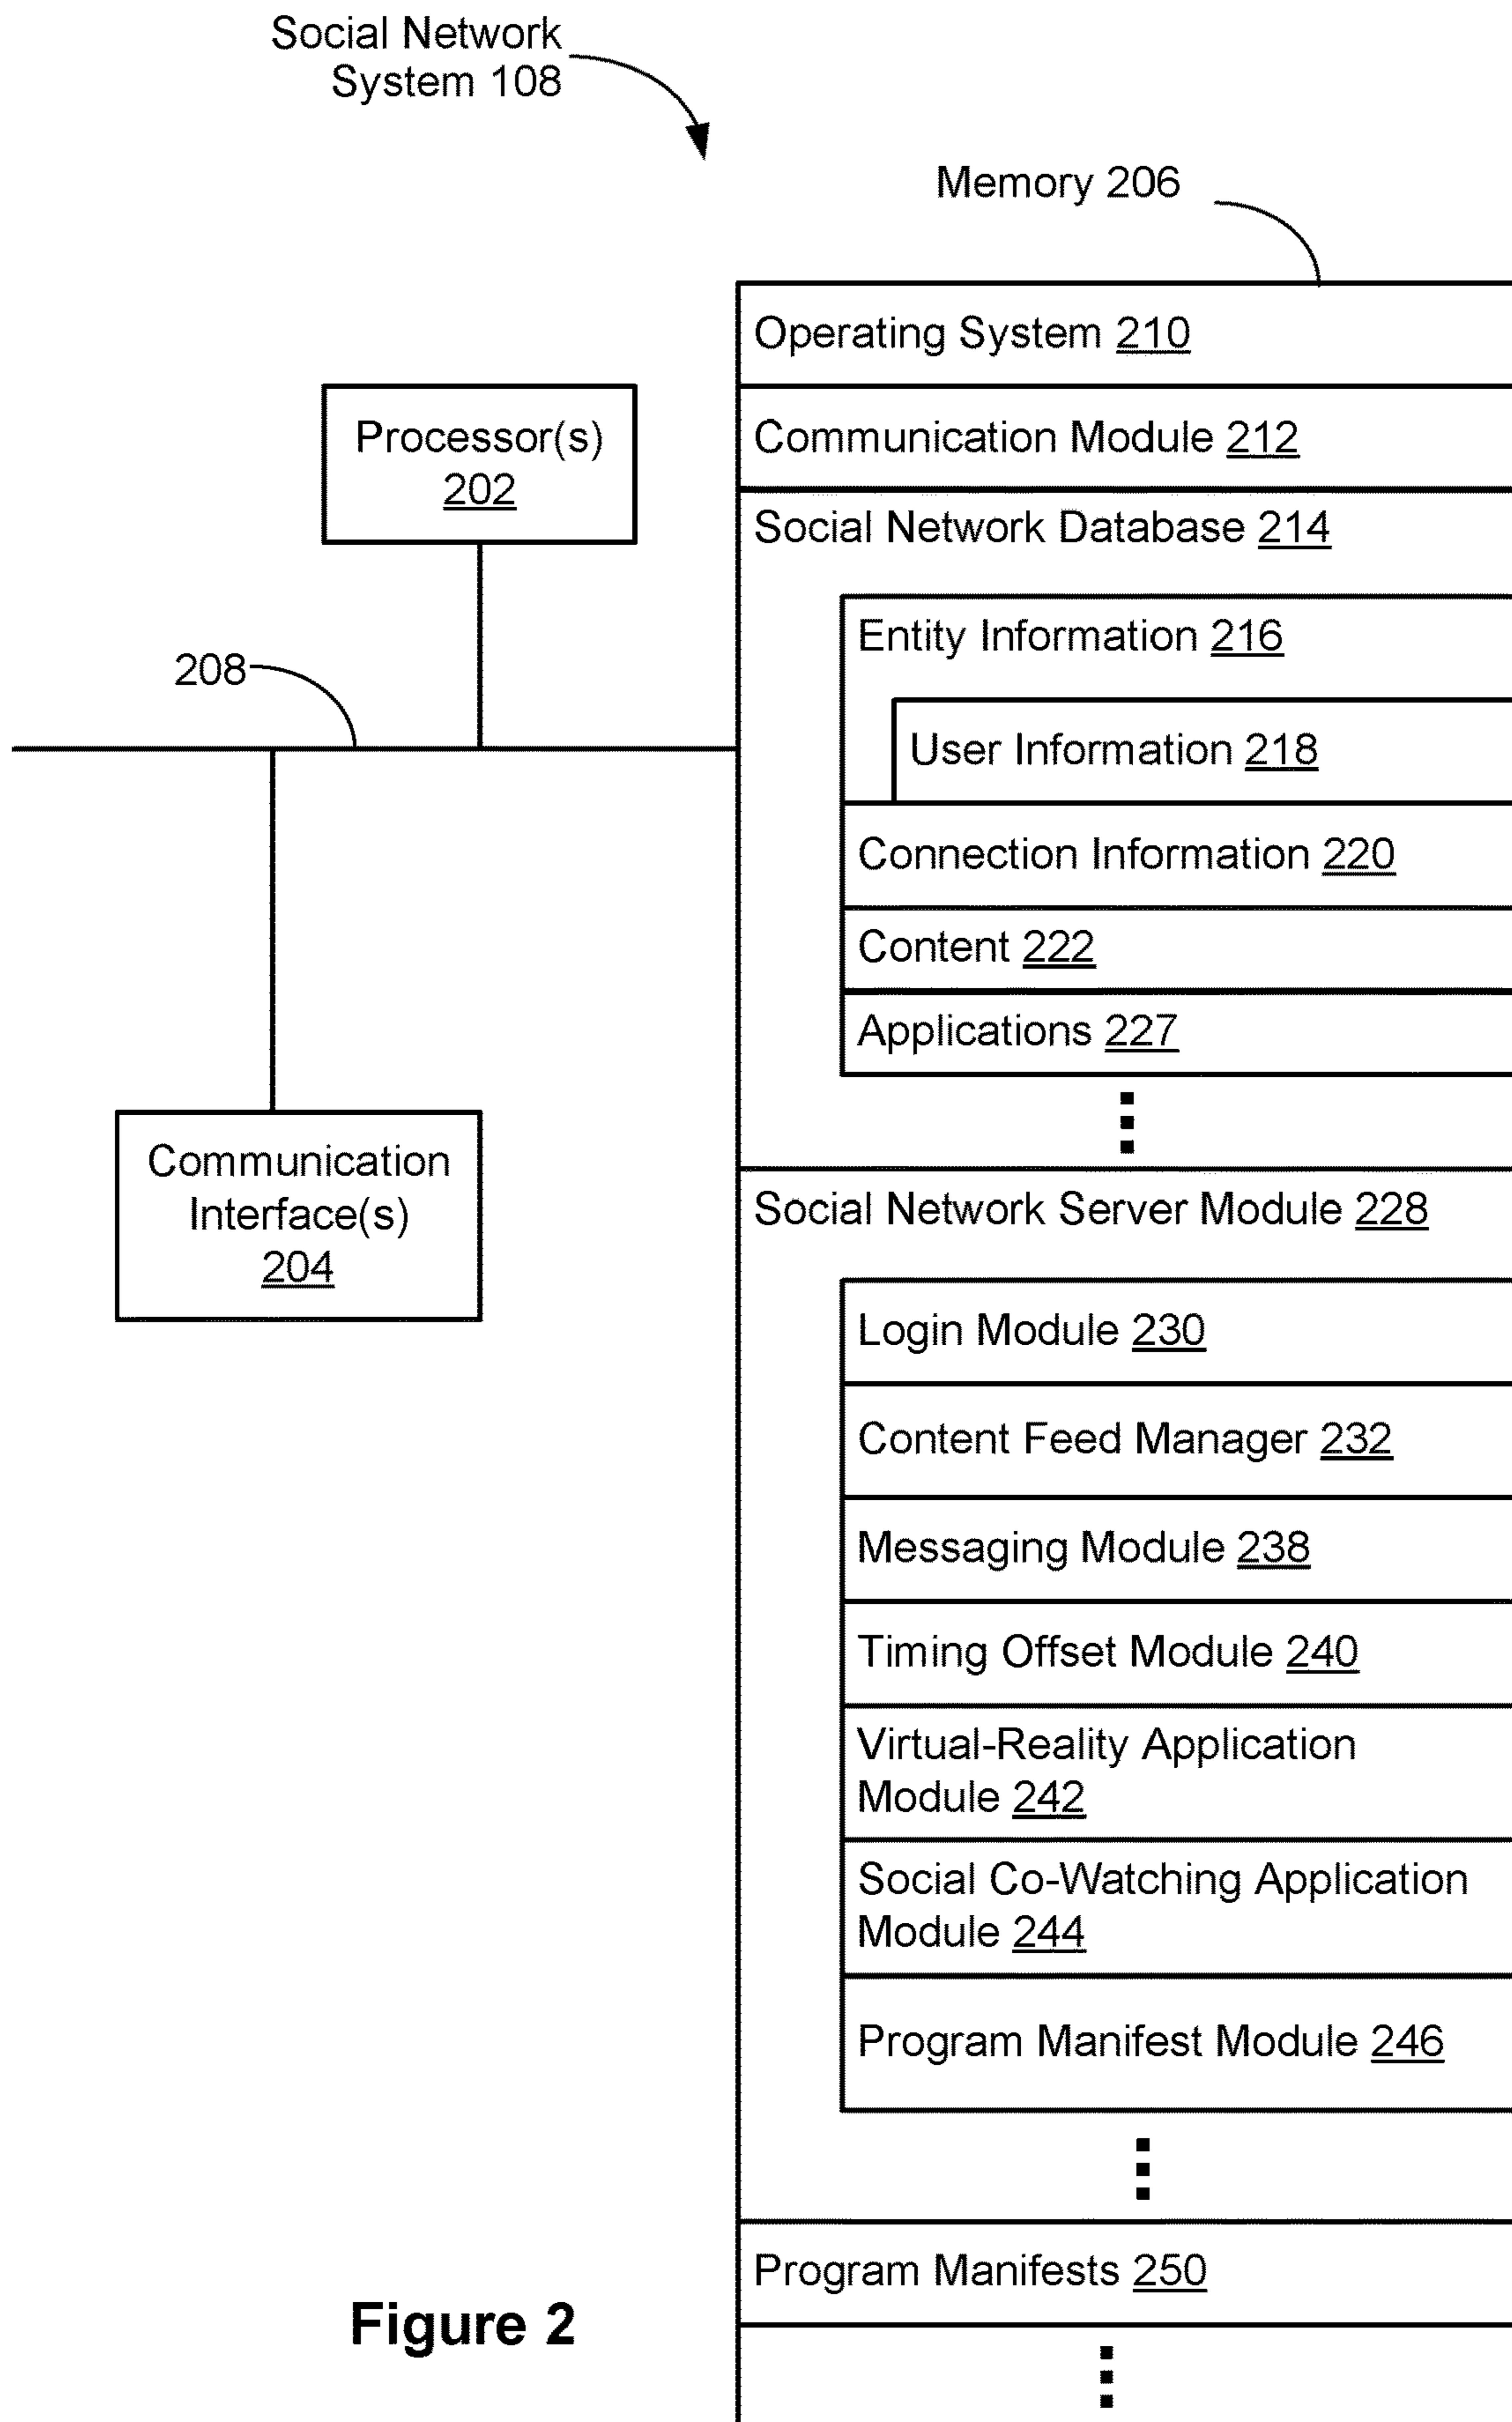 Social Network
System 108
Memory 206
Operating System 210
Processor(s)
202
Communication Module 212
Social Network Database 214
Entity Information 216
208
User Information 218
Connection Information 220
Content 222
Applications 227
Communication
Interface(s)
204
Social Network Server Module 228
Login Module 230
Content Feed Manager 232
Messaging Module 238
Timing Offset Module 240
Virtual-Reality Application
Module 242
Social Co-Watching Application
Module 244
Program Manifest Module 246
Program Manifests 250
Figure 2